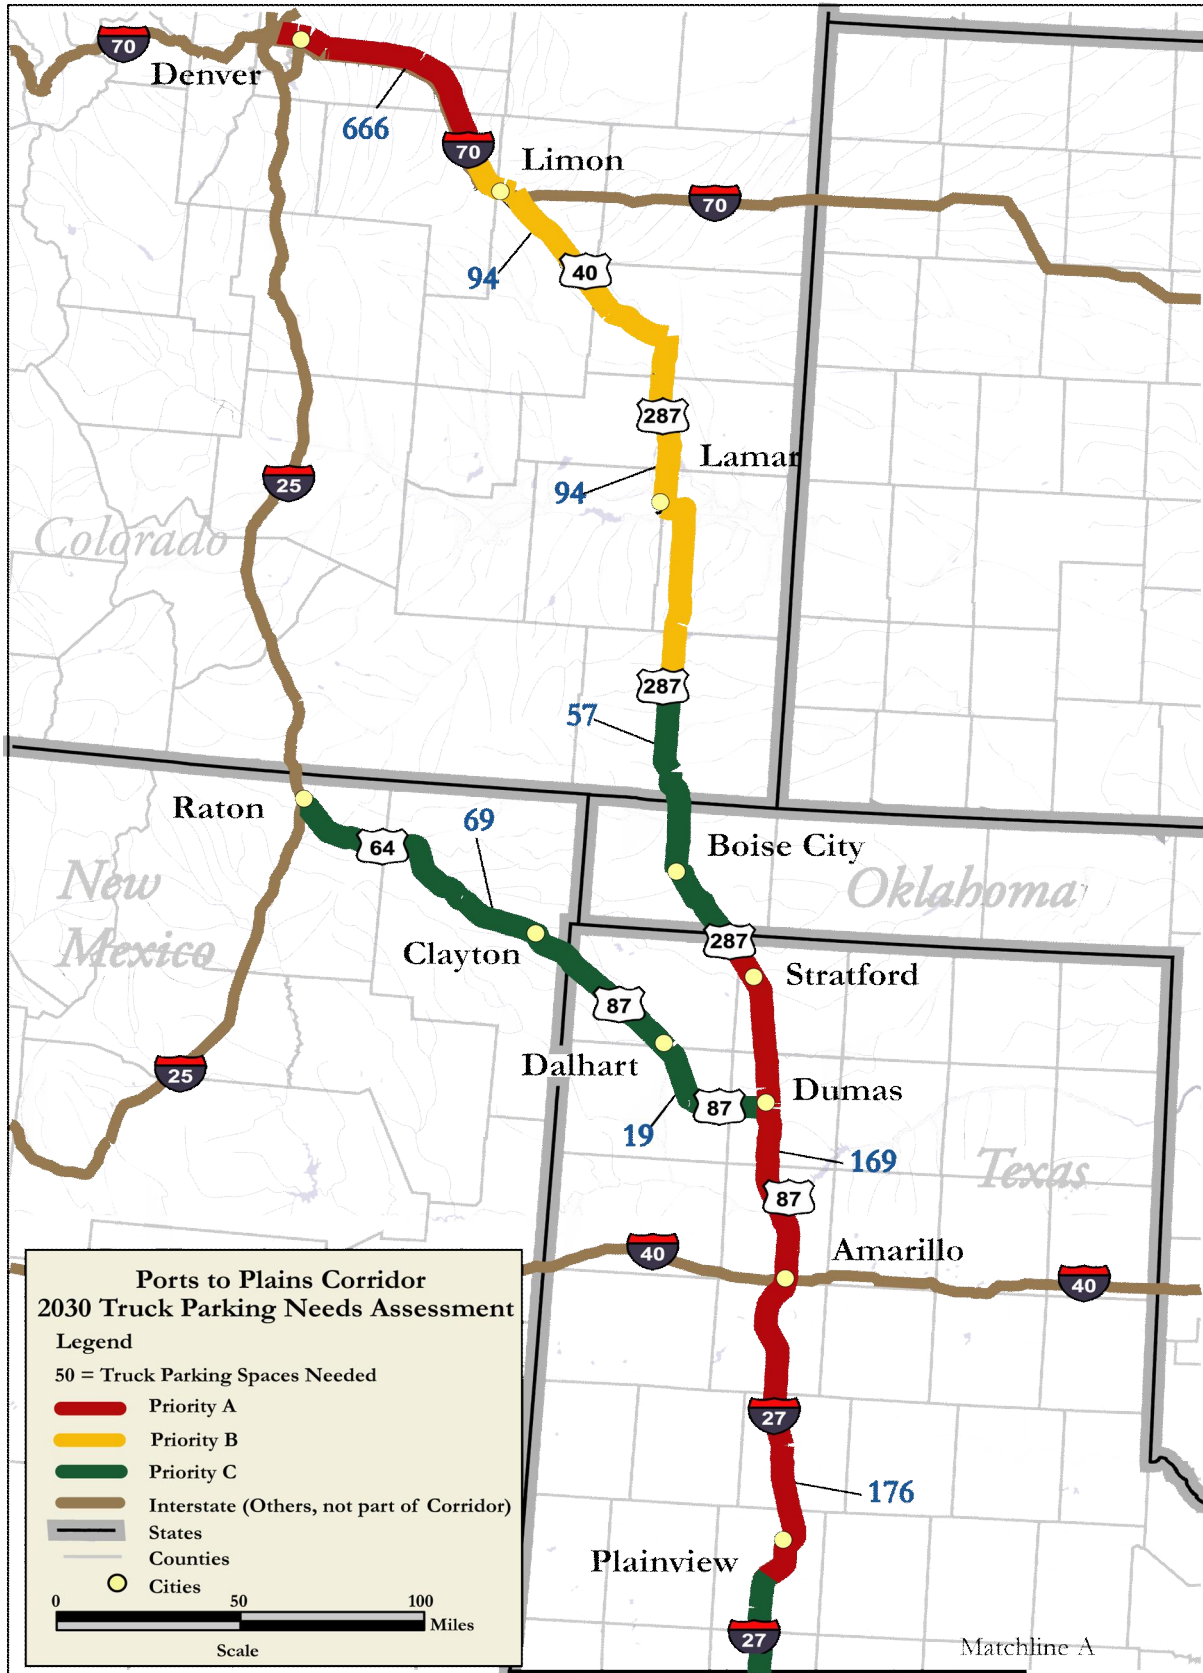 70
Denver
666
70
Limon
70
94
40
287
Lamar
94
25
Colorado
287
57
Raton
69
64
Boise City
New
Mexico
Oklahoma
Clayton
287
Stratford
87
Dalhart
25
87
Dumas
19
169
Texas
87
Amarillo
40
40
27
176
Plainview
27
Matchline A
Ports to Plains Corridor
2030 Truck Parking Needs Assessment
Legend
50 = Truck Parking Spaces Needed
Priority A
Priority B
Priority C
Interstate (Others, not part of Corridor)
States
Counties
Cities
0 50 100
Miles
Scale